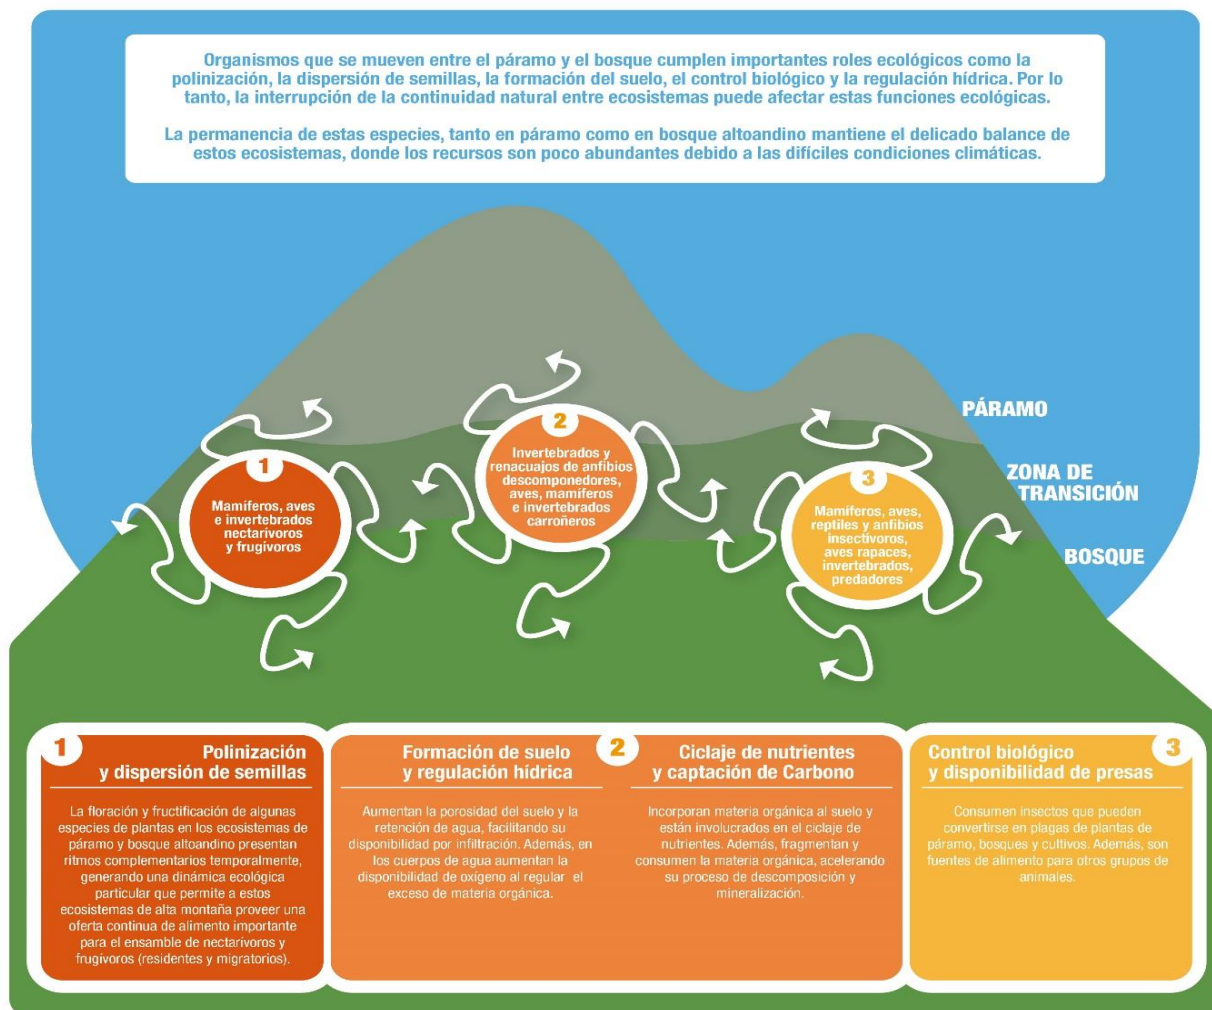 Organismos que se mueven entre el páramo y el bosque cumplen importantes roles ecológicos como la
polinización, la dispersión de semillas, la formación del suelo, el control biológico y la regulación hídrica. Por lo
tanto, la interrupción de la continuidad natural entre ecosistemas puede afectar estas funciones ecológicas.
La permanencia de estas especies, tanto en páramo como en bosque altoandino mantiene el delicado balance de
estos ecosistemas, donde los recursos son poco abundantes debido a las difíciles condiciones climáticas.
PÁRAMO
ZONA DE
TRANSICIÓN
BOSQUE
1
Mamíferos, aves
e invertebrados
nectarívoros
y frugívoros
2
Invertebrados y
renacuajos de anfibios
descomponedores,
aves, mamíferos
e invertebrados
carroñeros
3
Mamíferos, aves,
reptiles y anfibios
insectívoros,
aves rapaces,
invertebrados,
predadores
1
Polinización
y dispersión de semillas
La floración y fructificación de algunas
especies de plantas en los ecosistemas de
páramo y bosque altoandino presentan
ritmos complementarios temporalmente,
generando una dinámica ecológica
particular que permite a estos
ecosistemas de alta montaña proveer una
oferta continua de alimento importante
para el ensamble de nectarívoros y
frugívoros (residentes y migratorios).
Formación de suelo
y regulación hídrica
Aumentan la porosidad del suelo y la
retención de agua, facilitando su
disponibilidad por infiltración. Además, en
los cuerpos de agua aumentan la
disponibilidad de oxígeno al regular el
exceso de materia orgánica.
2
Ciclaje de nutrientes
y captación de Carbono
Incorporan materia orgánica al suelo y
están involucrados en el ciclaje de
nutrientes. Además, fragmentan y
consumen la materia orgánica, acelerando
su proceso de descomposición y
mineralización.
Control biológico
y disponibilidad de presas
3
Consumen insectos que pueden
convertirse en plagas de plantas de
páramo, bosques y cultivos. Además, son
fuentes de alimento para otros grupos de
animales.